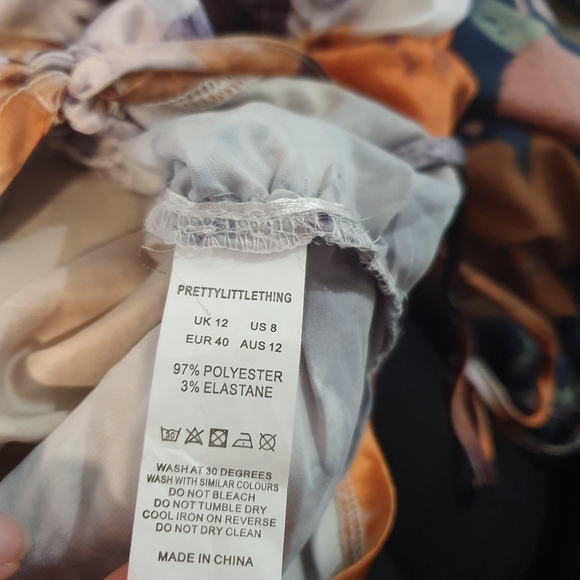 PRETTYLITTLETHING
UK 12 US 8
EUR 40 AUS 12
97% POLYESTER
3% ELASTANE
30
WASH AT 30 DEGREES
WASH WITH SIMILAR COLOURS
DO NOT BLEACH
DO NOT TUMBLE DRY
COOL IRON ON REVERSE
DO NOT DRY CLEAN
MADE IN CHINA